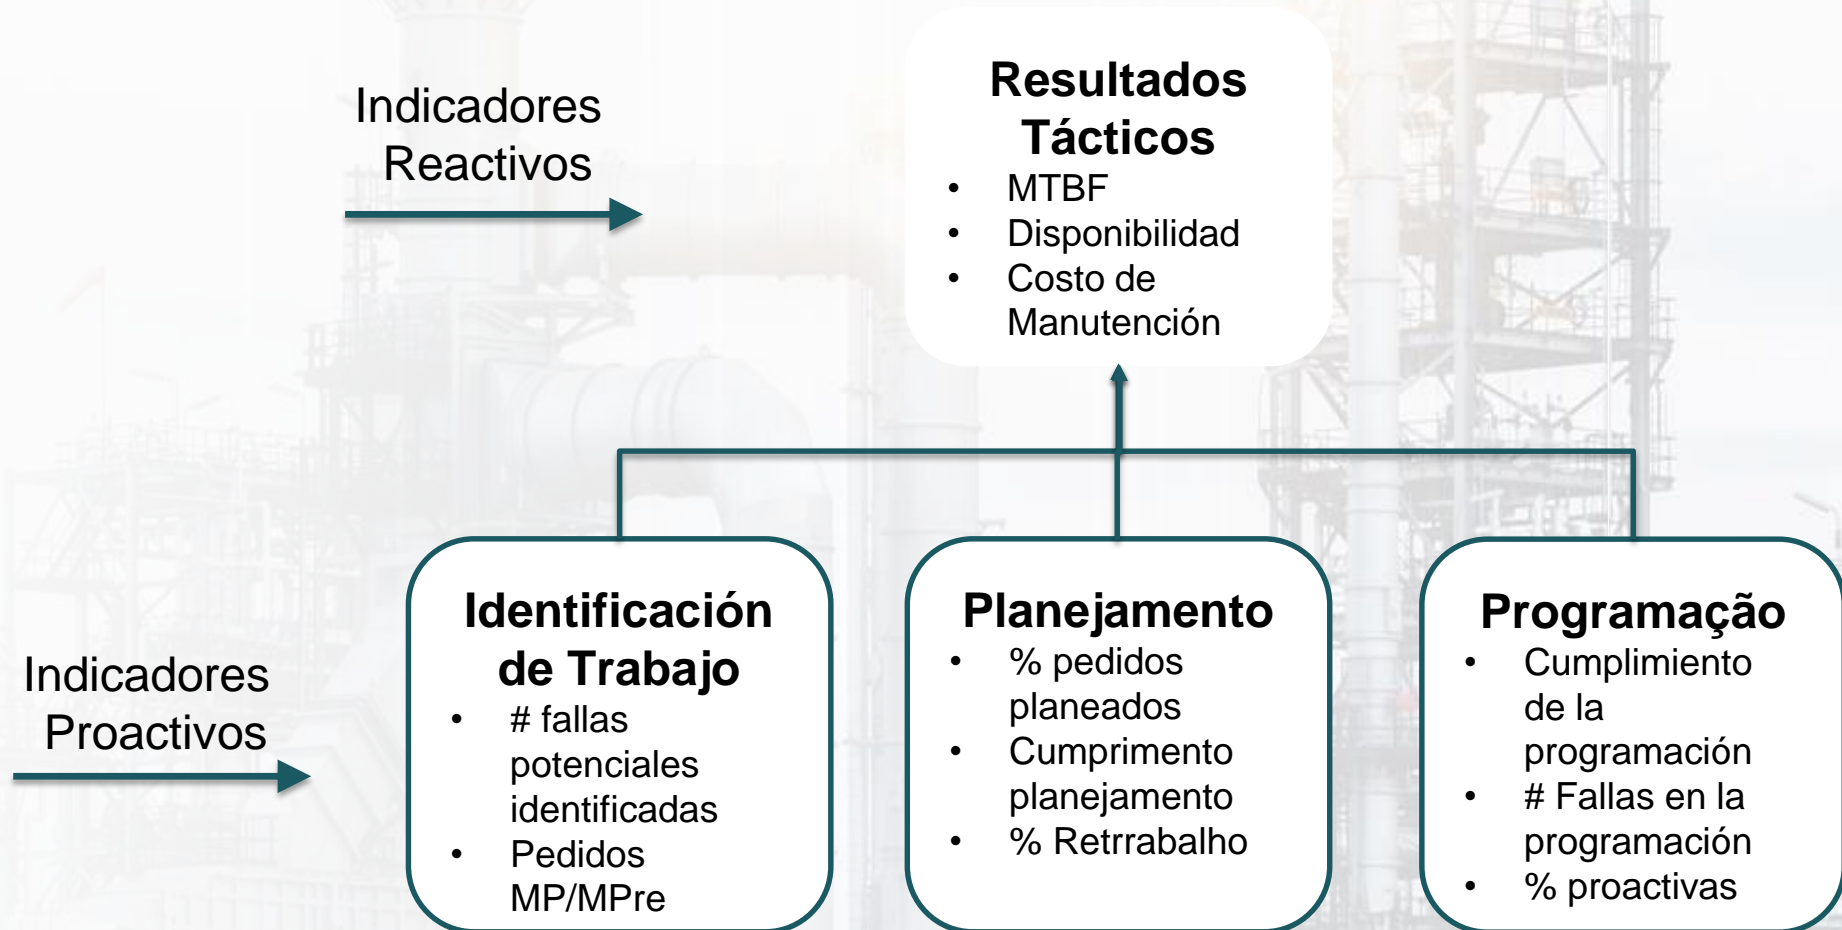 Indicadores
Reactivos
Resultados
Tácticos
• MTBF
• Disponibilidad
• Costo de
Manutención
Indicadores
Proactivos
Identificación
de Trabajo
• # fallas
potenciales
identificadas
• Pedidos
MP/MPre
Planejamento
• % pedidos
planeados
• Cumprimento
planejamento
• % Retrrabalho
Programação
• Cumplimiento
de la
programación
• # Fallas en la
programación
• % proactivas